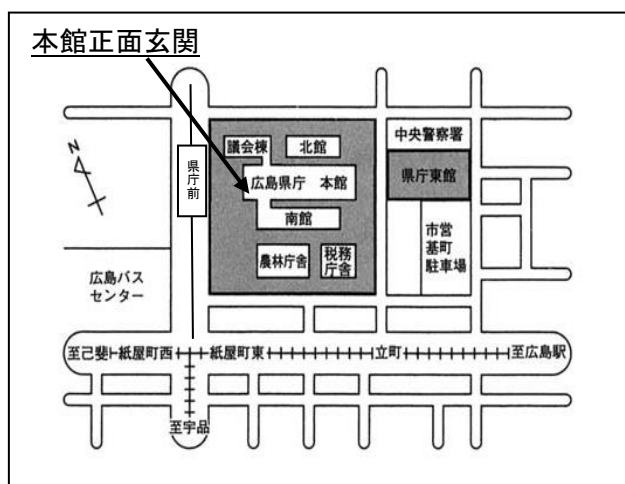 本館正面玄関
N
議会棟
北館
中央警察署
県庁前
広島県庁 本館
県庁東館
南館
市営
基町
駐車場
農林庁舎
税務
庁舎
広島バス
センター
至己斐
紙屋町西
紙屋町東
立町
至広島駅
至宇品